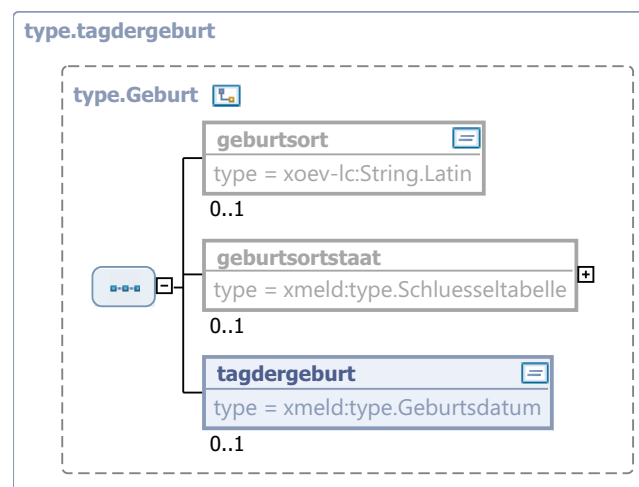 type.tagdergeburt
type.Geburt
geburtsort
type = xoev-lc:String.Latin
0..1
geburtsortstaat
type = xmeld:type.Schluesseltabelle
0..1
tagdergeburt
type = xmeld:type.Geburtsdatum
0..1